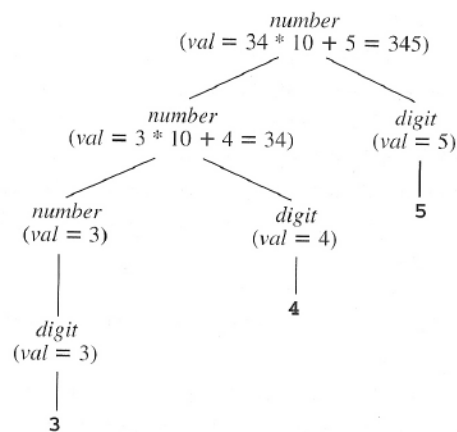 number
(val = 34 * 10 + 5 = 345)
number
(val = 3 * 10 + 4 = 34)
digit
(val = 5)
number
(val = 3)
digit
(val = 4)
5
4
digit
(val = 3)
3